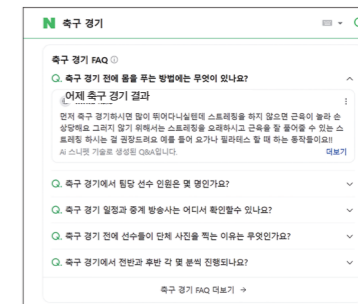 N 축구 경기
축구 경기 FAQ
Q. 축구 경기 전에 몸을 푸는 방법에는 무엇이 있나요?
어제 축구 경기 결과
먼저 축구 경기하시면 많이 뛰어다니실텐데 스트레칭을 하지 않으면 근육이 놀라 손
상당해요 그러지 않기 위해서는 스트레칭을 오래하시고 근육을 잘 풀어줄 수 있는 스
트레칭 하시는 걸 권장드려요 예를 들어 요가나 필라테스 할 때 하는 동작들이요!!
Ai 스니펫 기술로 생성된 Q&A입니다. 더보기
Q. 축구 경기에서 팀당 선수 인원은 몇 명인가요?
Q. 축구 경기 일정과 중계 방송사는 어디서 확인할수 있나요?
Q. 축구 경기 전에 선수들이 단체 사진을 찍는 이유는 무엇인가요?
Q. 축구 경기에서 전반과 후반 각 몇 분씩 진행되나요?
축구 경기 FAQ 더보기 →